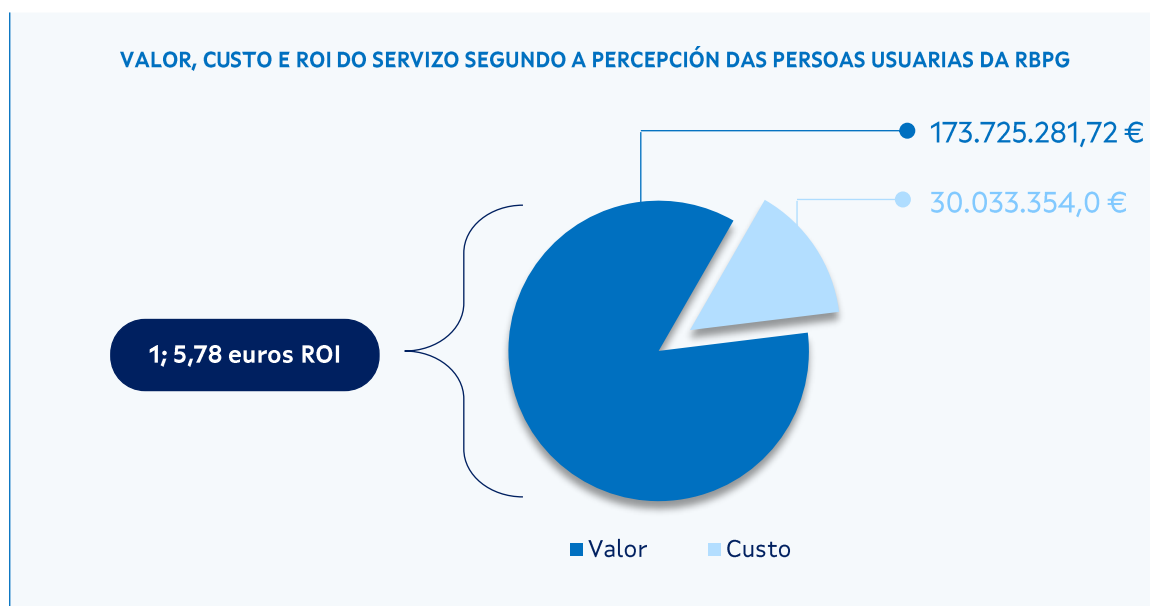 VALOR, CUSTO E ROI DO SERVIZO SEGUNDO A PERCEPCIÓN DAS PERSOAS USUARIAS DA RBPG
173.725.281,72 €
30.033.354,0 €
1; 5,78 euros ROI
Valor
Custo